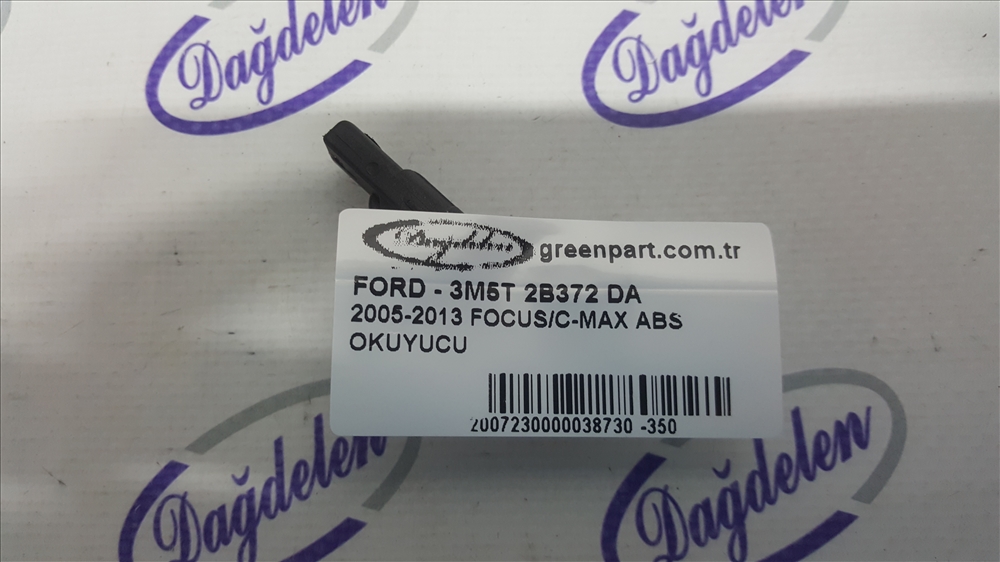 Dağdelen
Dağdelen
Dağdelen greenpart.com.tr
FORD - 3M5T 2B372 DA
2005-2013 FOCUS/C-MAX ABS
OKUYUCU
2007230000038730 -350
Dağdelen
Dağdelen